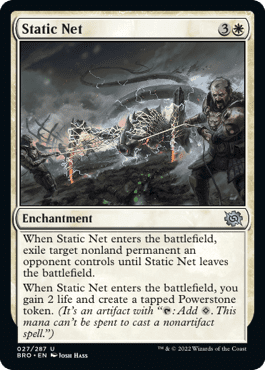 Static Net 3
Enchantment
When Static Net enters the battlefield,
exile target nonland permanent an
opponent controls until Static Net leaves
the battlefield.
When Static Net enters the battlefield, you
gain 2 life and create a tapped Powerstone
token. (It's an artifact with “T: Add C. This
mana can't be spent to cast a nonartifact
spell.”)
027/287 U
BRO • EN Josh Hass
™ & © 2022 Wizards of the Coast